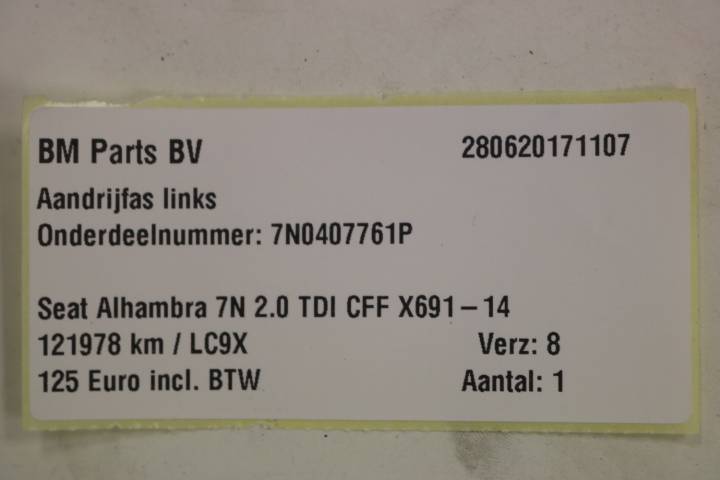 BM Parts BV 280620171107
Aandrijfas links
Onderdeelnummer: 7N0407761P
Seat Alhambra 7N 2.0 TDI CFF X691-14
121978 km / LC9X Verz: 8
125 Euro incl. BTW Aantal: 1